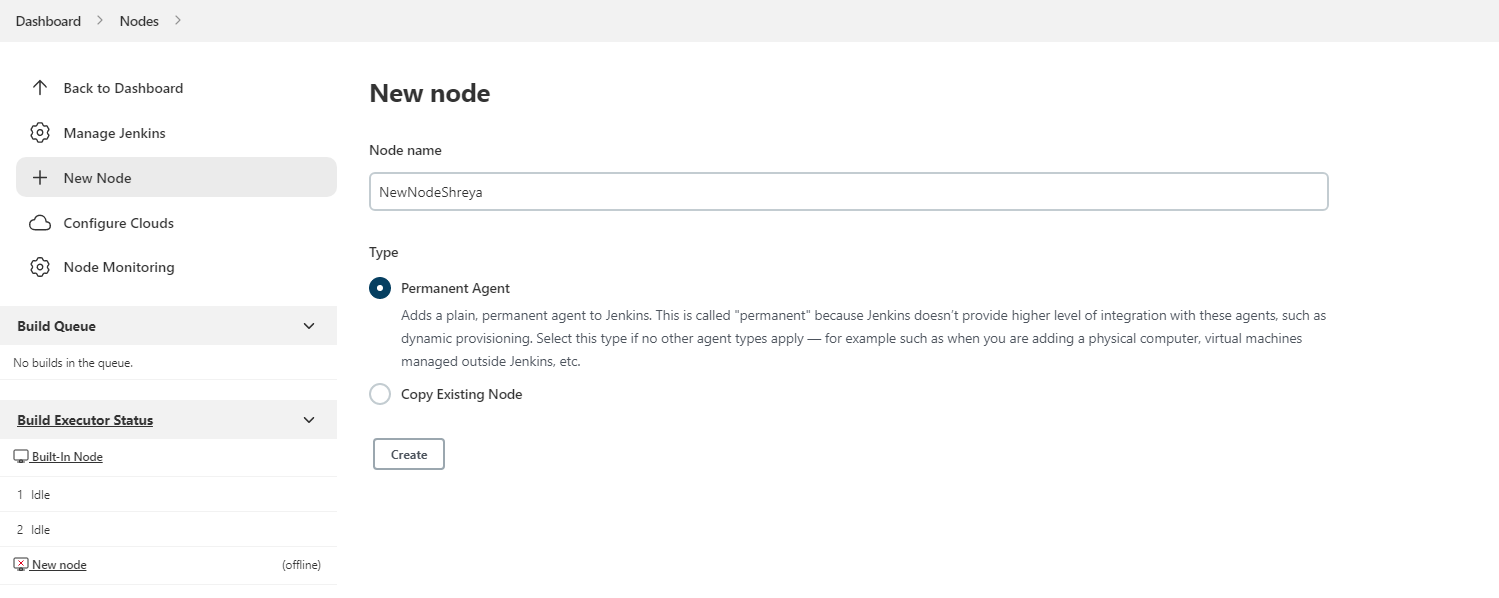 Dashboard
Nodes
Back to Dashboard
Manage Jenkins
New Node
Configure Clouds
Node Monitoring
Build Queue
No builds in the queue.
Build Executor Status
Built-In Node
1 Idle
2 Idle
New node (offline)
New node
Node name
NewNodeShreya
Type
Permanent Agent
Adds a plain, permanent agent to Jenkins. This is called "permanent" because Jenkins doesn't provide higher level of integration with these agents, such as
dynamic provisioning. Select this type if no other agent types apply — for example such as when you are adding a physical computer, virtual machines
managed outside Jenkins, etc.
Copy Existing Node
Create